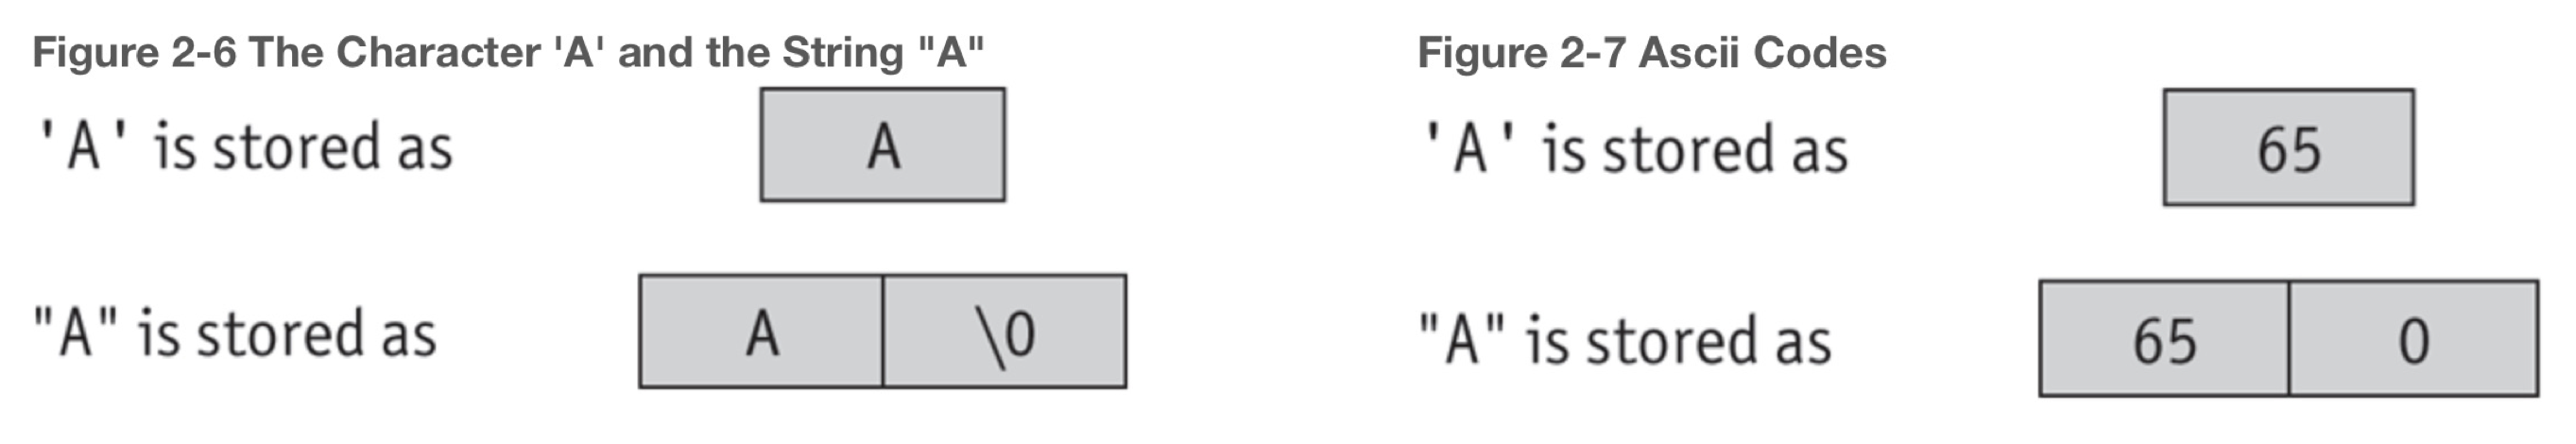 Figure 2-6 The Character 'A' and the String "A"
'A' is stored as A
"A" is stored as A \0
Figure 2-7 Ascii Codes
'A' is stored as 65
"A" is stored as 65 0